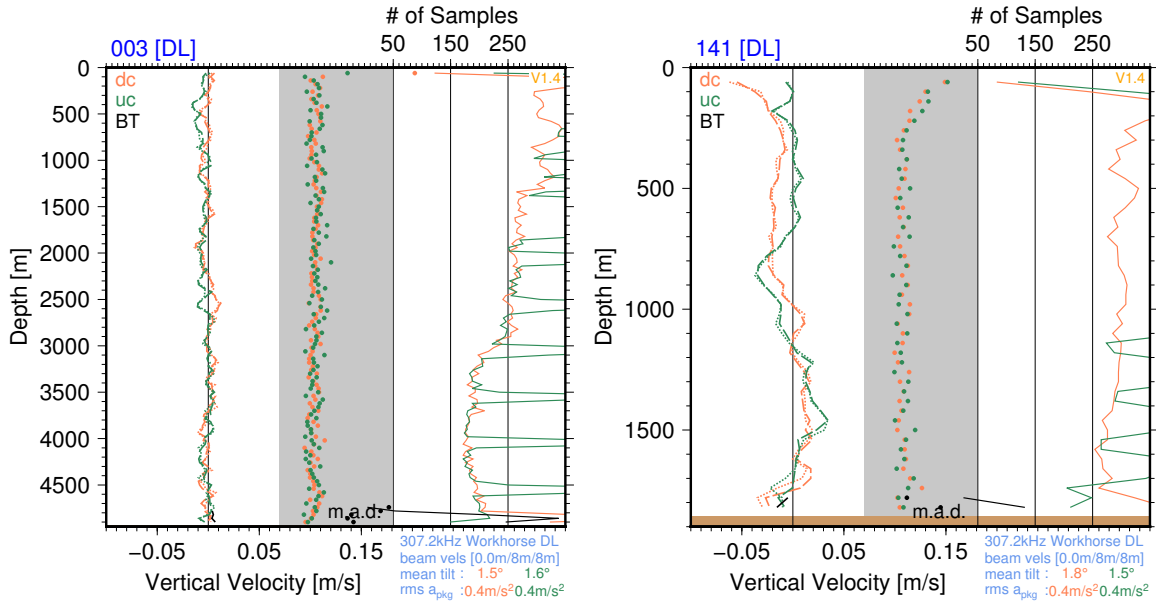 # of Samples
003 [DL]
50 150 250
dc
uc
BT
V1.4
0
500
1000
1500
2000
2500
3000
3500
4000
4500
Depth [m]
m.a.d.
−0.05 0.05 0.15
Vertical Velocity [m/s]
307.2kHz Workhorse DL
beam vels [0.0m/8m/8m]
mean tilt : 1.5° 1.6°
rms apkg : 0.4m/s² 0.4m/s²
# of Samples
141 [DL]
50 150 250
dc
uc
BT
V1.4
0
500
1000
1500
Depth [m]
m.a.d.
−0.05 0.05 0.15
Vertical Velocity [m/s]
307.2kHz Workhorse DL
beam vels [0.0m/8m/8m]
mean tilt : 1.8° 1.5°
rms apkg : 0.4m/s² 0.4m/s²